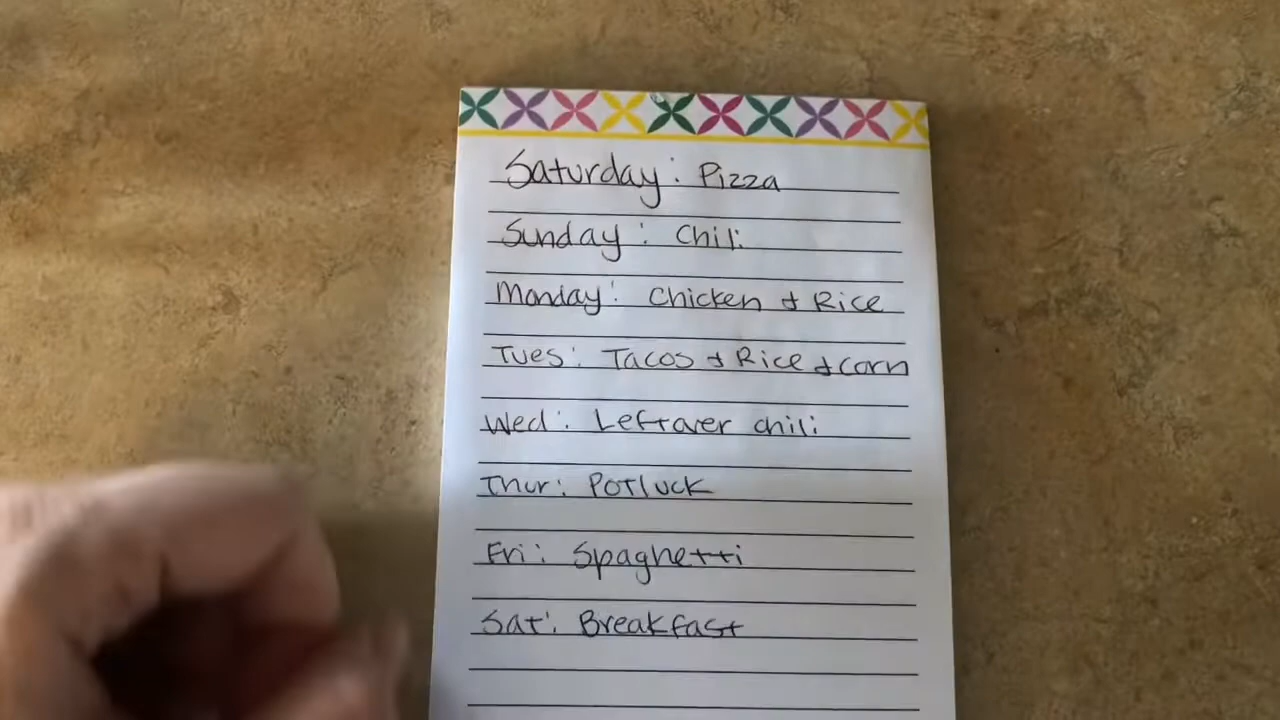 Saturday: Pizza
Sunday: Chili
Monday: Chicken & Rice
Tues: Tacos & Rice & corn
Wed: Leftover chili
Thur: Potluck
Fri: Spaghetti
Sat: Breakfast